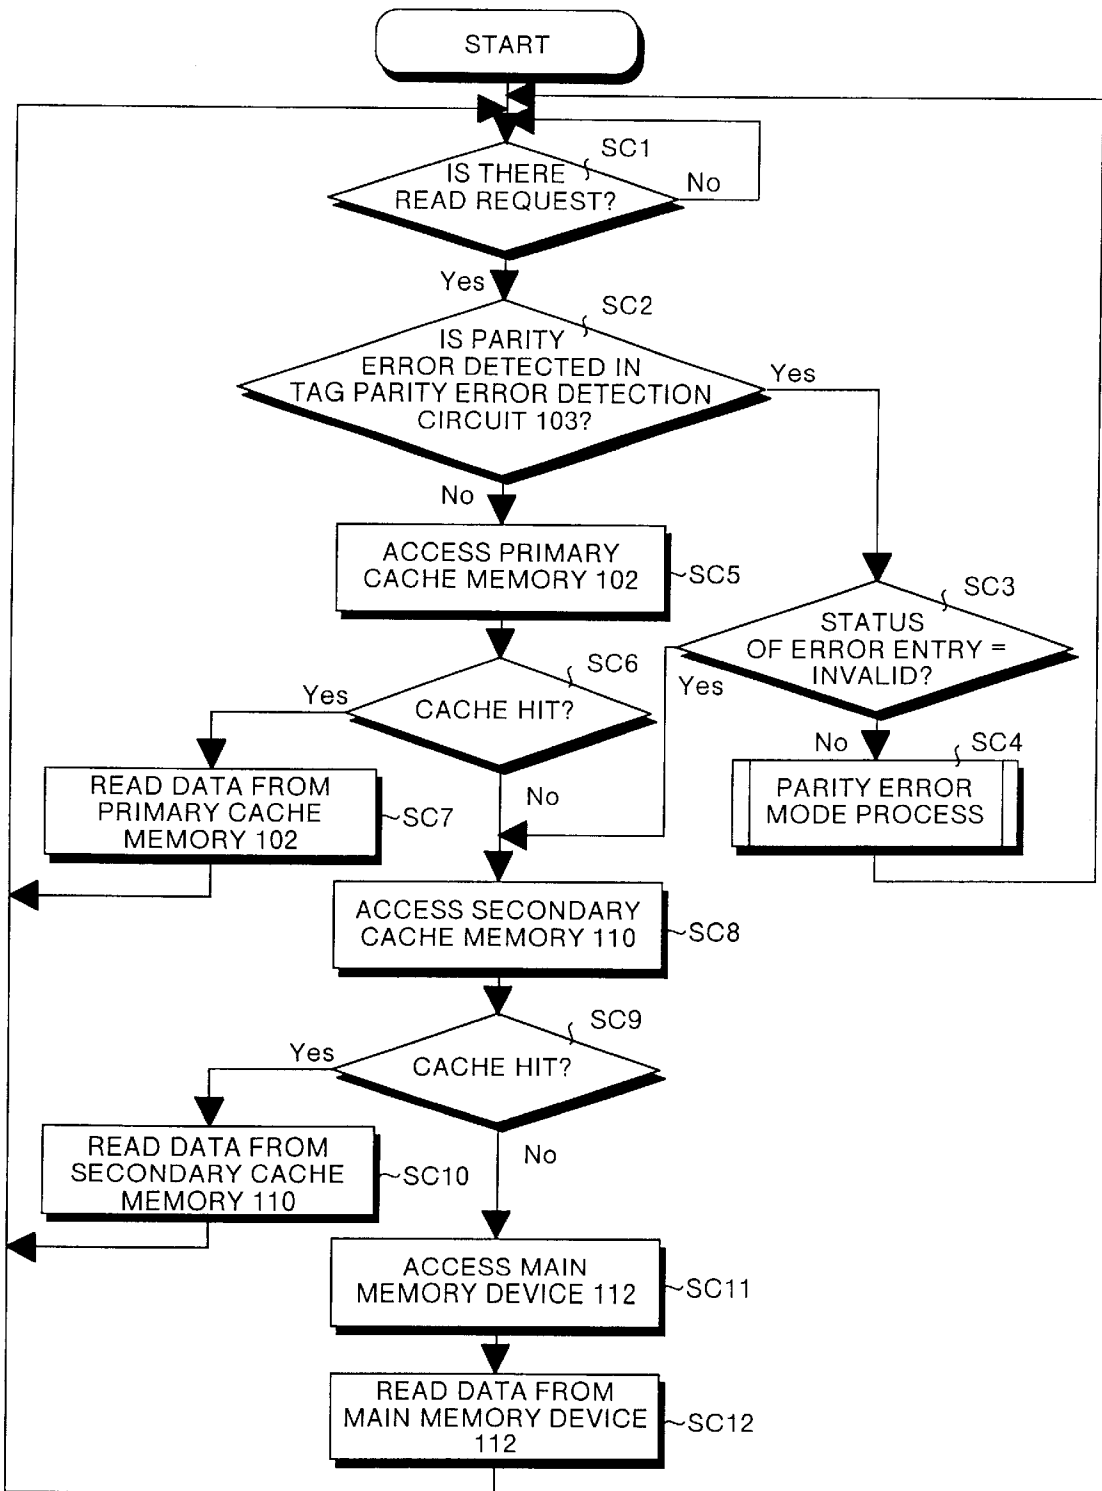 START
SC1
IS THERE
READ REQUEST?
No
Yes
SC2
IS PARITY
ERROR DETECTED IN
TAG PARITY ERROR DETECTION
CIRCUIT 103?
Yes
No
ACCESS PRIMARY
CACHE MEMORY 102
SC5
SC3
STATUS
OF ERROR ENTRY =
INVALID?
Yes
No
SC6
CACHE HIT?
Yes
No
SC4
PARITY ERROR
MODE PROCESS
READ DATA FROM
PRIMARY CACHE
MEMORY 102
SC7
ACCESS SECONDARY
CACHE MEMORY 110
SC8
SC9
CACHE HIT?
Yes
No
READ DATA FROM
SECONDARY CACHE
MEMORY 110
SC10
ACCESS MAIN
MEMORY DEVICE 112
SC11
READ DATA FROM
MAIN MEMORY DEVICE
112
SC12